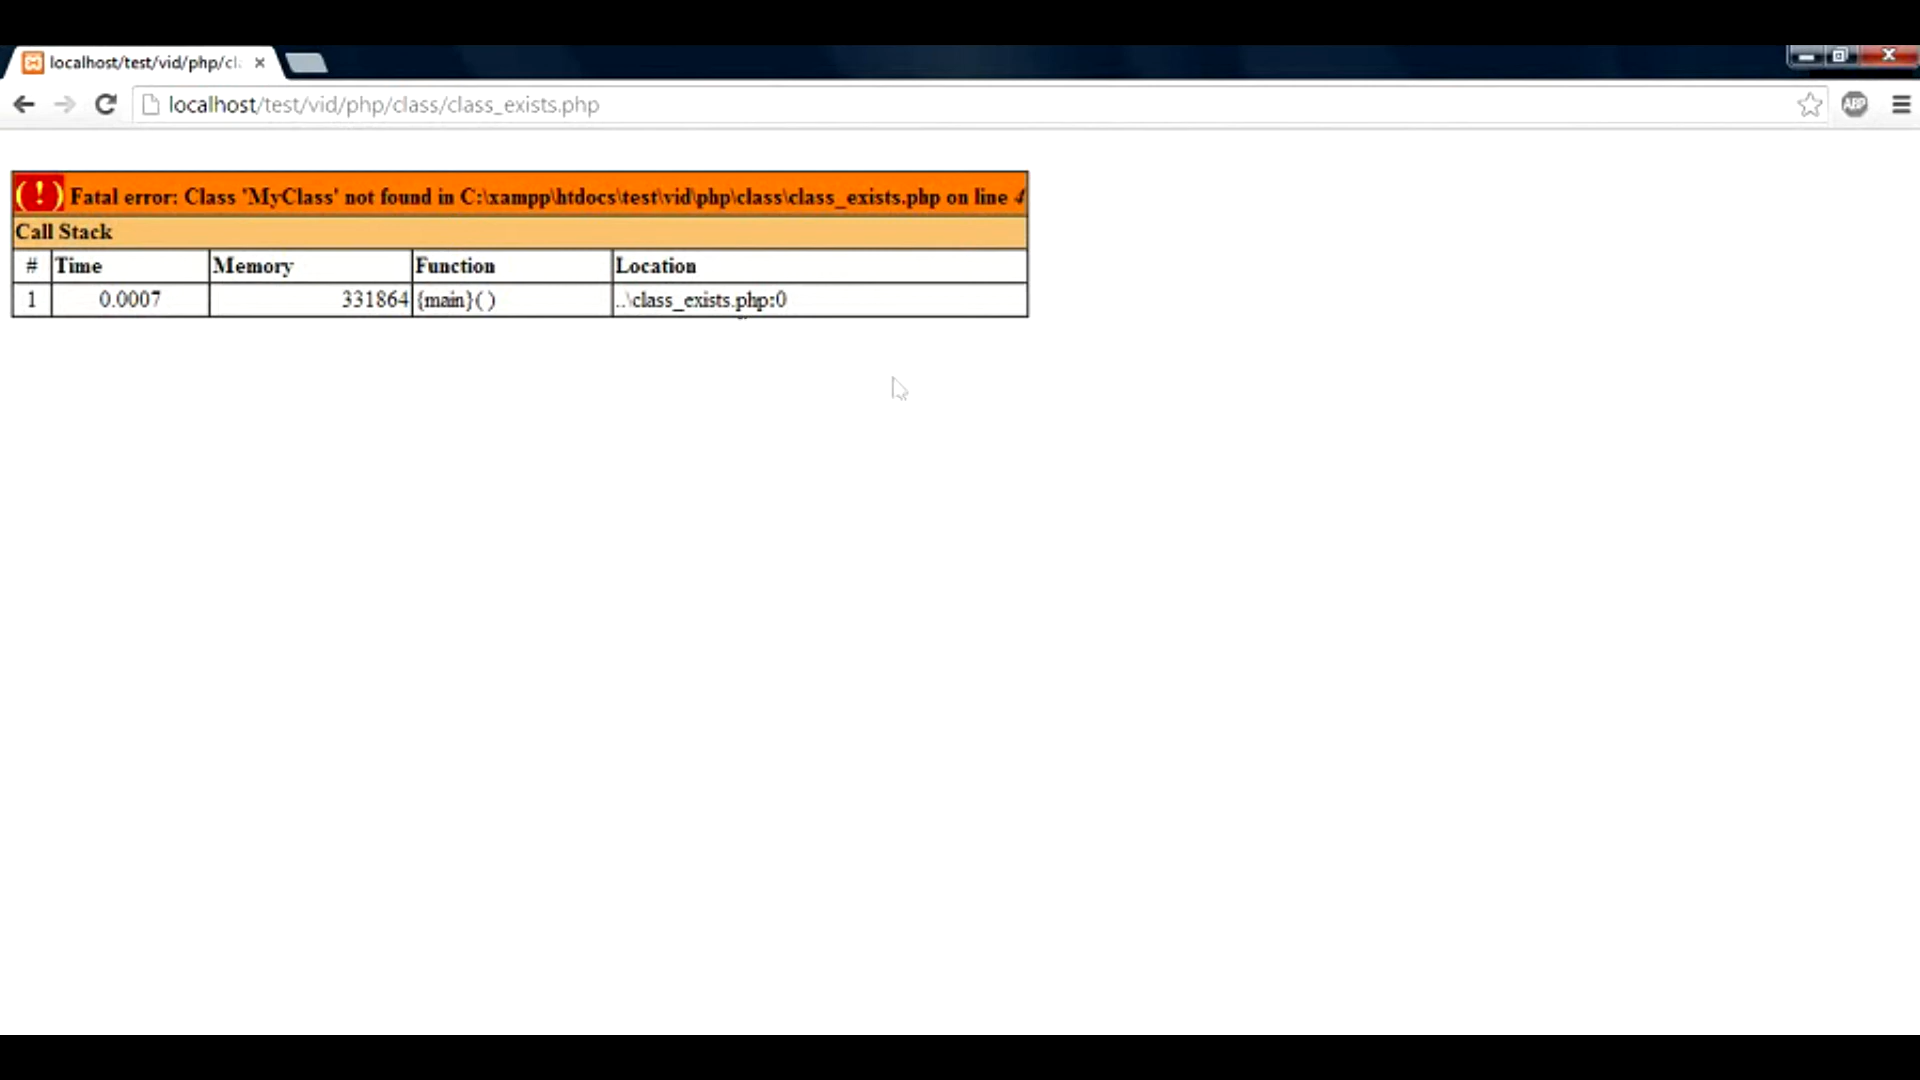 localhost/test/vid/php/cl
localhost/test/vid/php/class/class_exists.php
ABP
(!) Fatal error: Class 'MyClass' not found in C:\xampp\htdocs\test\vid\php\class\class_exists.php on line 4
Call Stack
# Time Memory Function Location
1 0.0007 331864 {main}( ) ..\class_exists.php:0